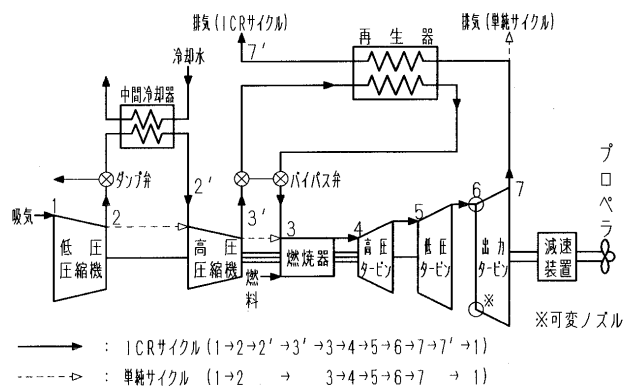 排気(ICRサイクル)
排気(単純サイクル)
冷却水
7′
再生器
中間冷却器
ダンプ弁
バイパス弁
吸気
1
2
2′
3′
3
4
5
6
7
低圧
圧縮機
高圧
圧縮機
燃料
燃焼器
高圧
タービン
低圧
タービン
出力
タービン
※
減速
装置
プロペラ
※可変ノズル
: ICRサイクル(1→2→2′→3′→3→4→5→6→7→7′→1)
: 単純サイクル (1→2 → 3→4→5→6→7 → 1)